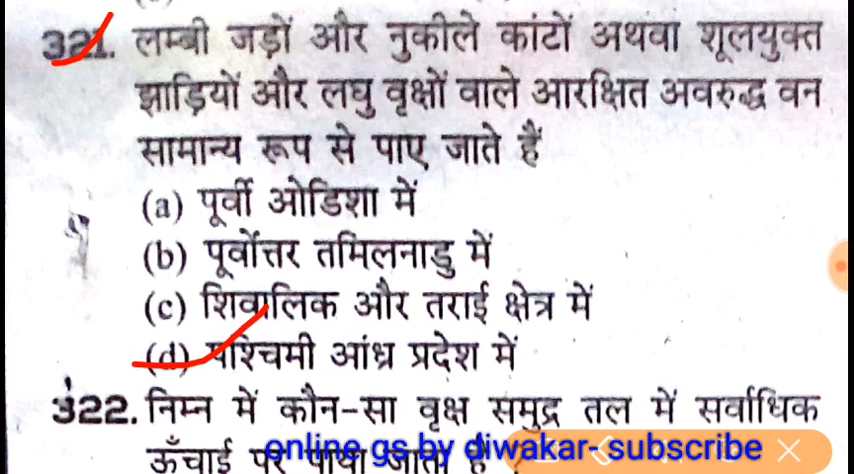 321. लम्बी जड़ों और नुकीले कांटों अथवा शूलयुक्त
झाड़ियों और लघु वृक्षों वाले आरक्षित अवरुद्ध वन
सामान्य रूप से पाए जाते हैं
(a) पूर्वी ओडिशा में
(b) पूर्वोत्तर तमिलनाडु में
(c) शिवालिक और तराई क्षेत्र में
(d) पश्चिमी आंध्र प्रदेश में
322. निम्न में कौन-सा वृक्ष समुद्र तल में सर्वाधिक
ऊँचाई पर पाया जाता है
online gs by diwakar- subscribe